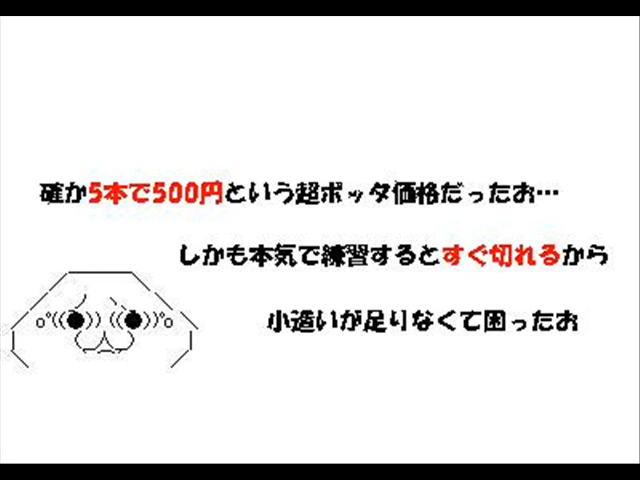 確か5本で500円という超ボッタ価格だったお…
しかも本気で練習するとすぐ切れるから
小遣いが足りなくて困ったお